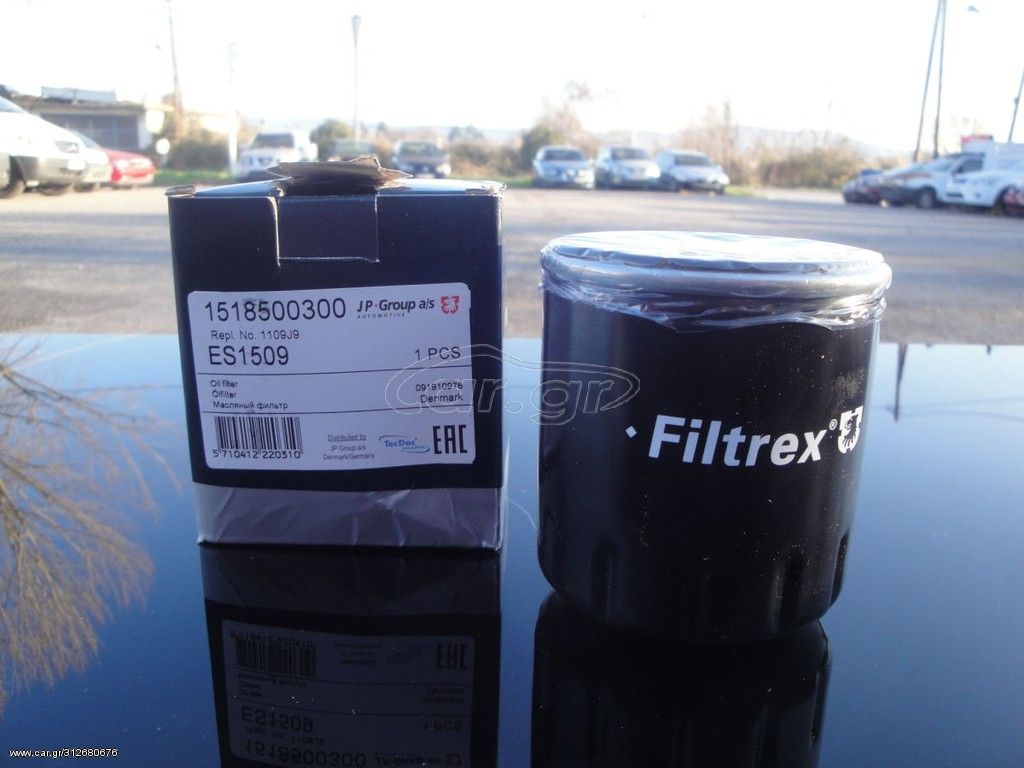 1518500300 JP-Group a/s
AUTOMOTIVE
Repl. No. 1109J9
ES1509 1 PCS
Oil filter 091910976
Ölfilter Denmark
Масляный фильтр
5 710412 220310
Distributed by
JP Group a/s
Denmark/Germany
TecDoc
EAC
Filtrex®
car.gr
www.car.gr/312680676